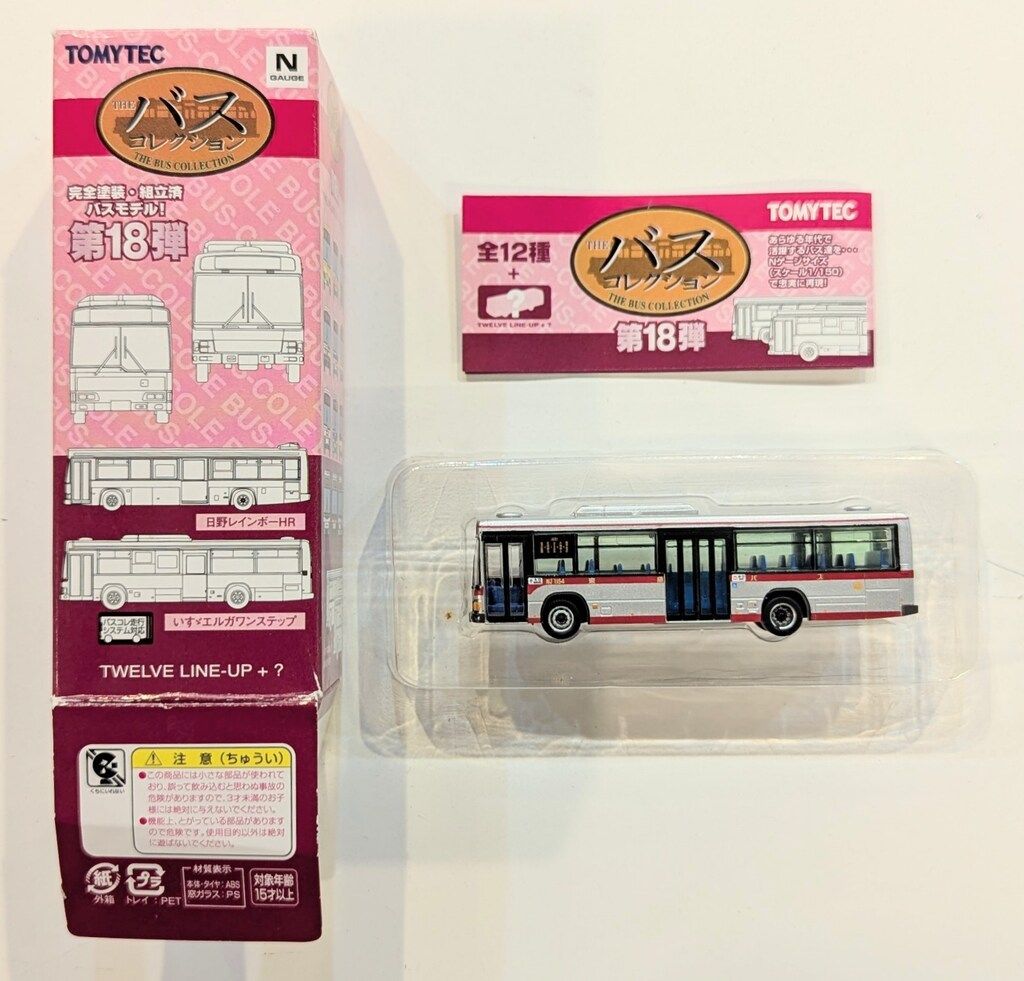 TOMYTEC
N
GAUGE
THE
バス
コレクション
THE BUS COLLECTION
完全塗装・組立済
バスモデル!
第18弾
日野レインボーHR
いすゞエルガワンステップ
バスコレ走行
システム対応
TWELVE LINE-UP + ?
くちにいれない
注 意 (ちゅうい)
●この商品には小さな部品が使われて
おり、誤って飲み込むと思わぬ事故の
危険がありますので、3才未満のお子
様には絶対に与えないでください。
●機能上、とがっている部品があります
ので危険です。使用目的以外は絶対
に遊ばないでください。
紙
外箱
プラ
トレイ:PET
材質表示
本体・タイヤ:ABS
窓ガラス:PS
対象年齢
15才以上
全12種
+
?
TWELVE LINE-UP + ?
THE
バス
コレクション
THE BUS COLLECTION
第18弾
TOMYTEC
あらゆる年代で
活躍するバス達を・・・
Nゲージサイズ
(スケール1/150)
で忠実に再現!
NJ1184
東 急 バ ス